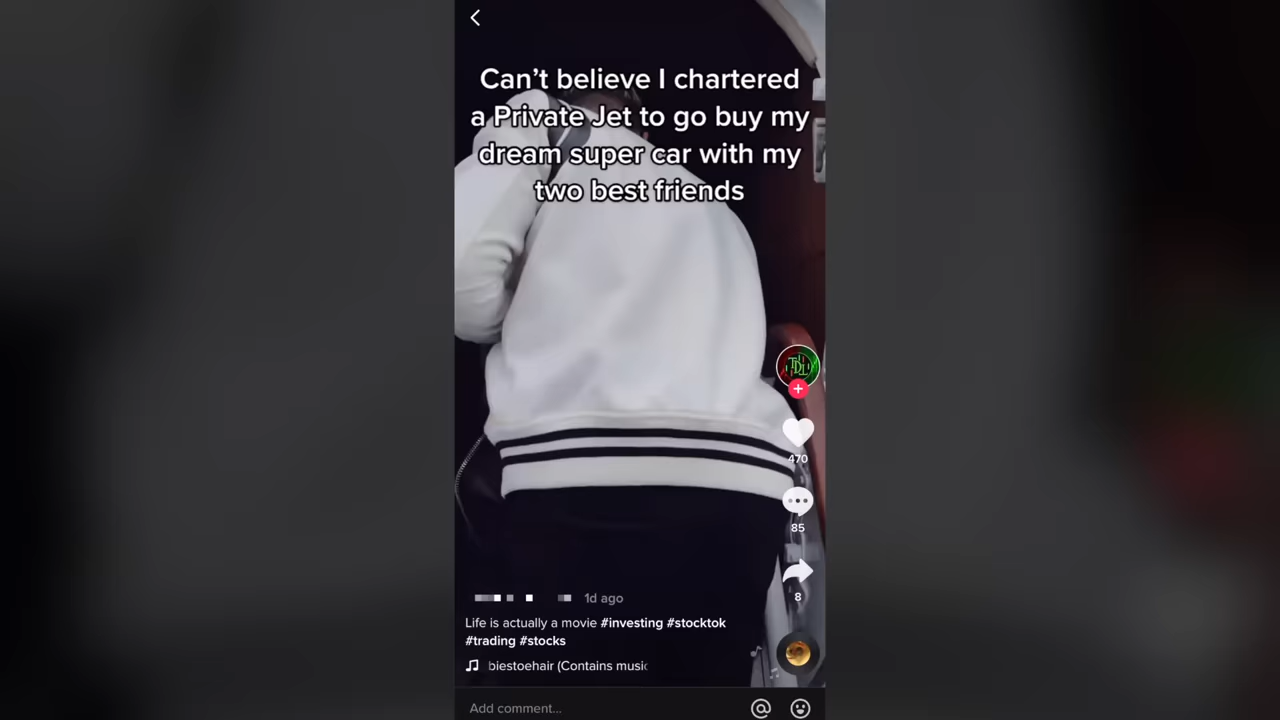 Can't believe I chartered
a Private Jet to go buy my
dream super car with my
two best friends
470
85
8
1d ago
Life is actually a movie #investing #stocktok
#trading #stocks
biestoehair (Contains musi
Add comment...